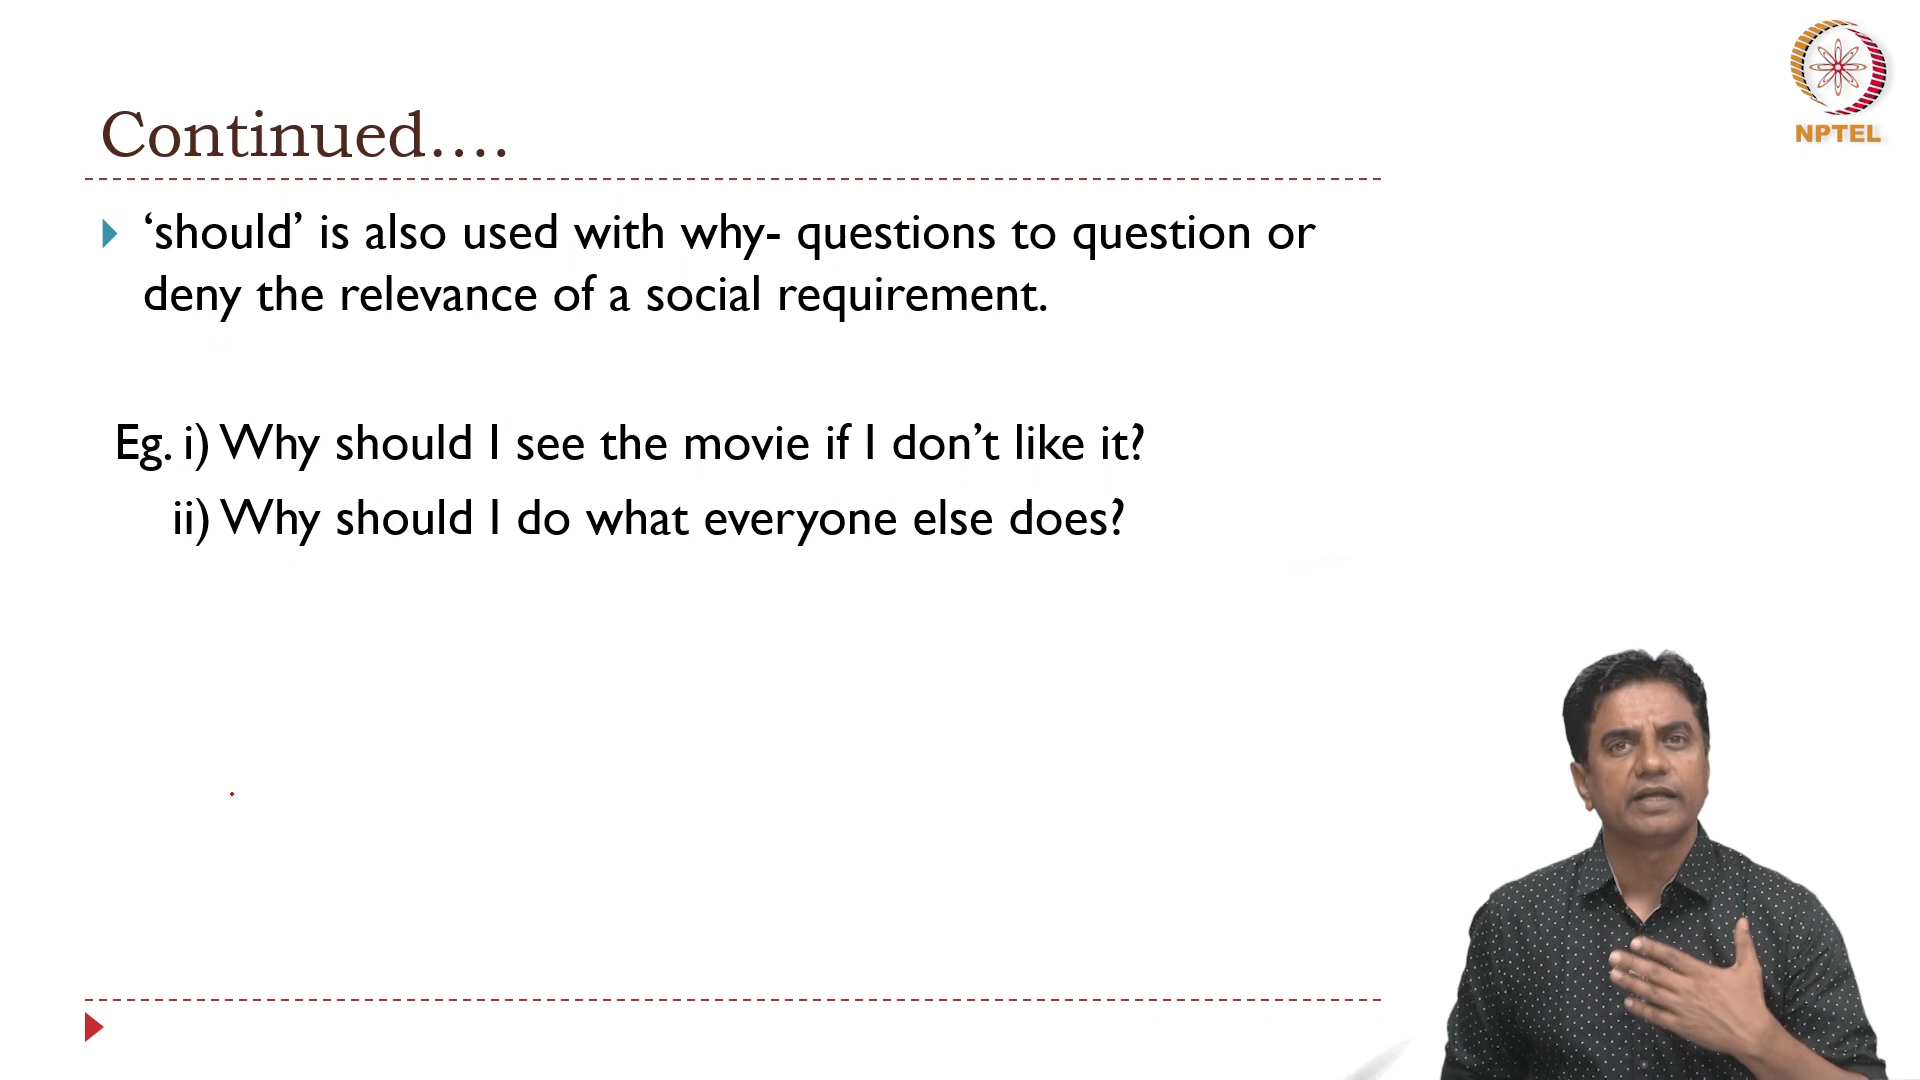 NPTEL
Continued....
‘should’ is also used with why- questions to question or
deny the relevance of a social requirement.
Eg. i) Why should I see the movie if I don’t like it?
ii) Why should I do what everyone else does?